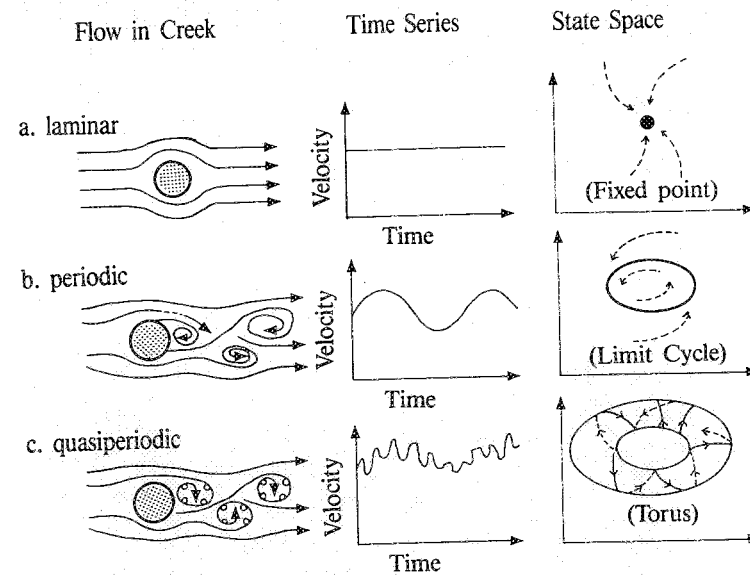 Flow in Creek Time Series State Space
a. laminar
Velocity
Time
(Fixed point)
b. periodic
Velocity
Time
(Limit Cycle)
c. quasiperiodic
Velocity
Time
(Torus)